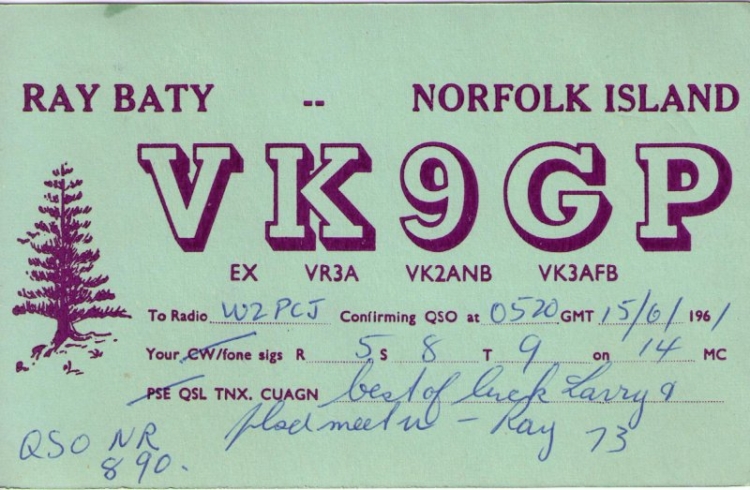 RAY BATY -- NORFOLK ISLAND
VK9GP
EX VR3A VK2ANB VK3AFB
To Radio W2PCJ Confirming QSO at 0520 GMT 15/6/1961
Your CW/fone sigs R 5 S 8 T 9 on 14 MC
PSE QSL TNX. CUAGN best of luck Larry &
plsd meet u - Ray 73
QSO NR
890.